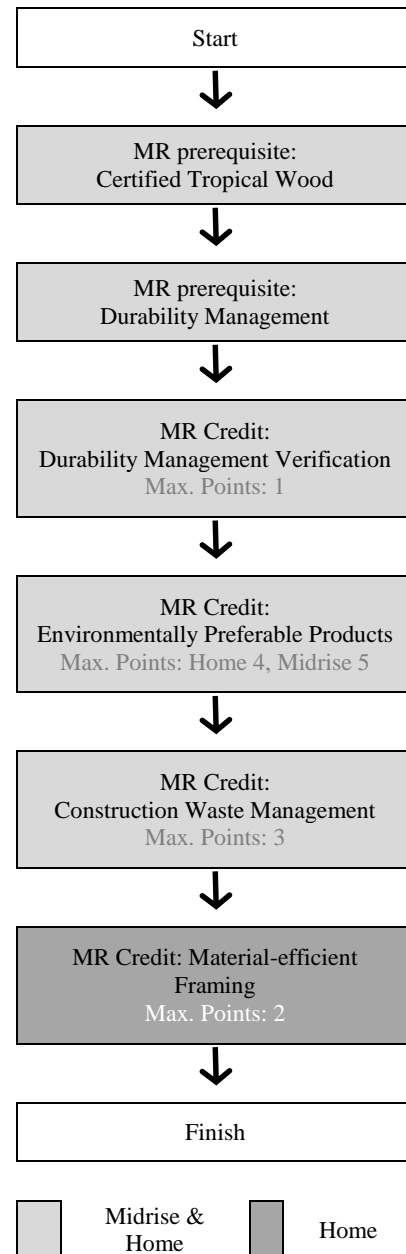 Start
MR prerequisite:
Certified Tropical Wood
MR prerequisite:
Durability Management
MR Credit:
Durability Management Verification
Max. Points: 1
MR Credit:
Environmentally Preferable Products
Max. Points: Home 4, Midrise 5
MR Credit:
Construction Waste Management
Max. Points: 3
MR Credit: Material-efficient
Framing
Max. Points: 2
Finish
Midrise &
Home
Home